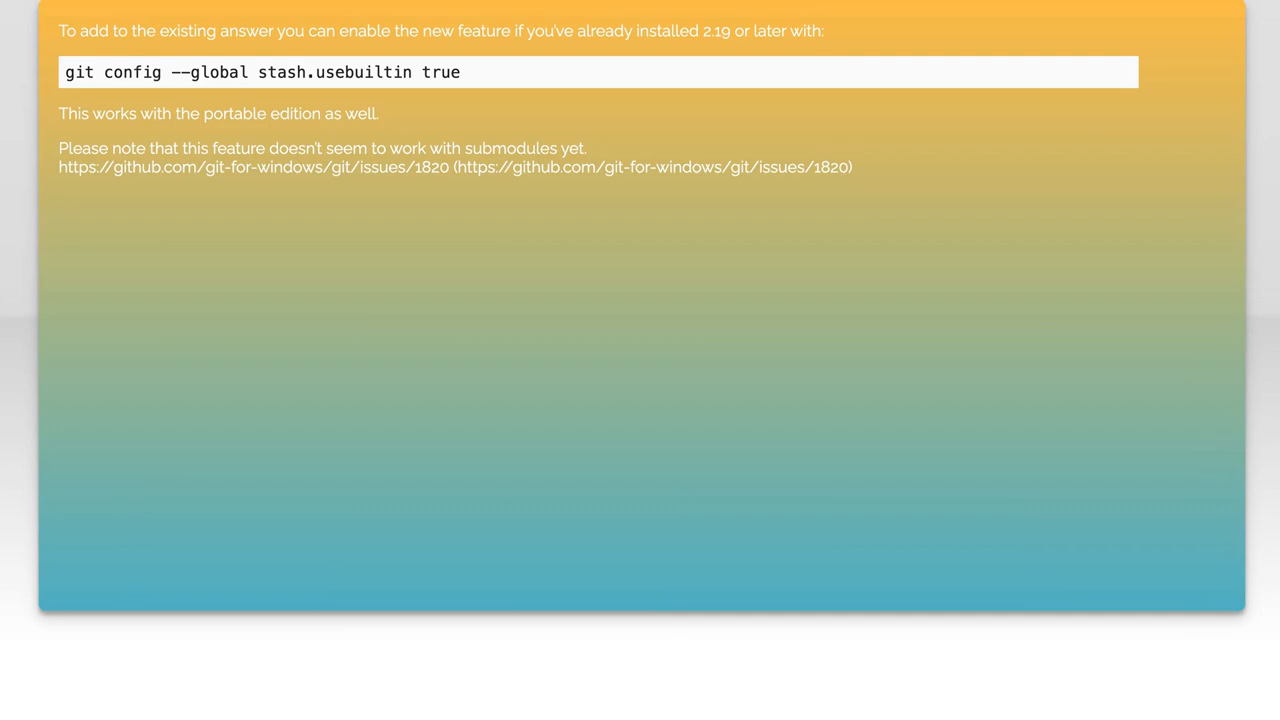 To add to the existing answer you can enable the new feature if you've already installed 2.19 or later with:
git config --global stash.usebuiltin true
This works with the portable edition as well.
Please note that this feature doesn't seem to work with submodules yet.
https://github.com/git-for-windows/git/issues/1820 (https://github.com/git-for-windows/git/issues/1820)